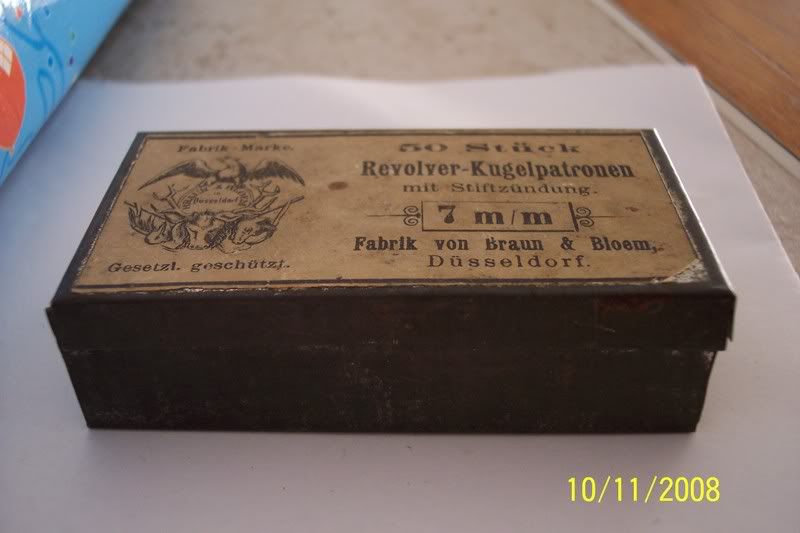 Fabrik-Marke.
Düsseldorf
Gesetzl. geschützt.
50 Stück
Revolver-Kugelpatronen
mit Stiftzündung.
7 m/m
Fabrik von Braun & Bloem,
Düsseldorf.
10/11/2008